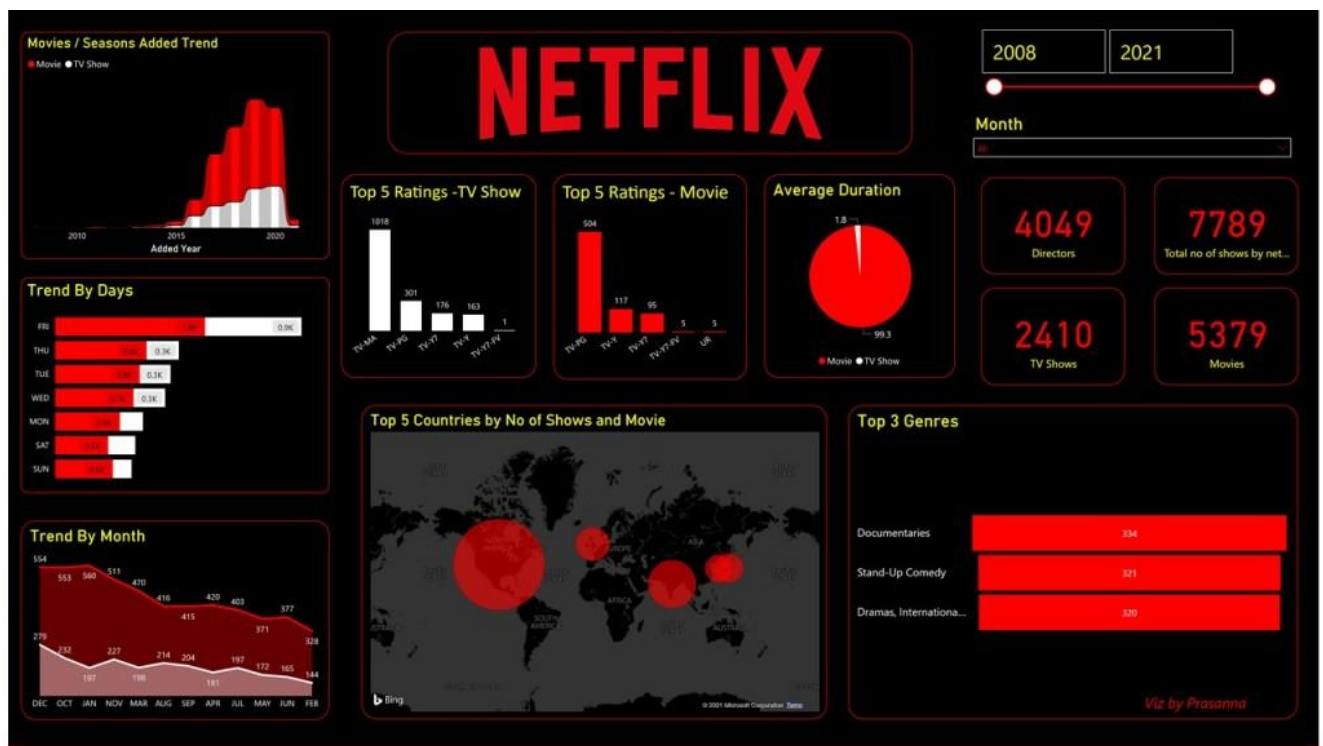 Movies / Seasons Added Trend
Movie TV Show
2010 2015 2020
Added Year
NETFLIX
2008 2021
Month
All
Top 5 Ratings -TV Show
1018
301
176
163
1
TV-MA TV-PG TV-Y7 TV-Y TV-Y7-FV
Top 5 Ratings - Movie
504
117
95
5
5
TV-PG TV-Y TV-Y7 TV-Y7-FV UR
Average Duration
1.8
99.3
Movie TV Show
4049
Directors
7789
Total no of shows by net...
2410
TV Shows
5379
Movies
Trend By Days
FRI 0.9K
THU 0.3K
TUE 0.3K
WED 0.3K
MON
SAT
SUN
Trend By Month
554 553 560 511 470 416 415 420 403 371 377 328
279 232 197 227 198 214 204 181 197 172 165 144
DEC OCT JAN NOV MAR AUG SEP APR JUL MAY JUN FEB
Top 5 Countries by No of Shows and Movie
EUROPE
ASIA
AFRICA
SOUTH
AMERICA
Bing
© 2021 Microsoft Corporation Terms
Top 3 Genres
Documentaries 334
Stand-Up Comedy 321
Dramas, Internationa... 320
Viz by Prasanna